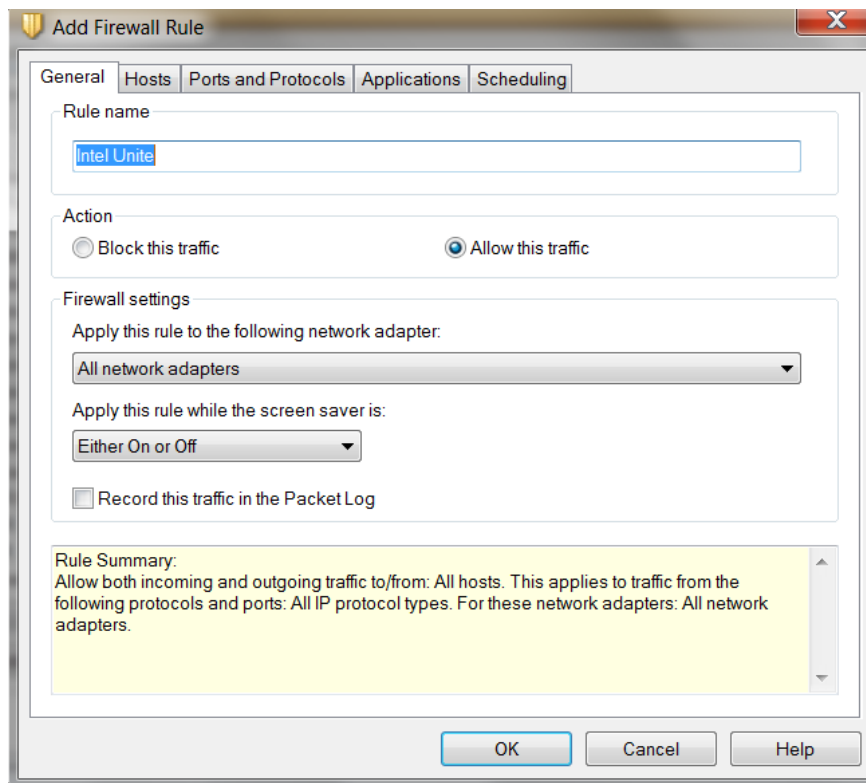 Add Firewall Rule
General Hosts Ports and Protocols Applications Scheduling
Rule name
Intel Unite
Action
Block this traffic Allow this traffic
Firewall settings
Apply this rule to the following network adapter:
All network adapters
Apply this rule while the screen saver is:
Either On or Off
Record this traffic in the Packet Log
Rule Summary:
Allow both incoming and outgoing traffic to/from: All hosts. This applies to traffic from the
following protocols and ports: All IP protocol types. For these network adapters: All network
adapters.
OK Cancel Help